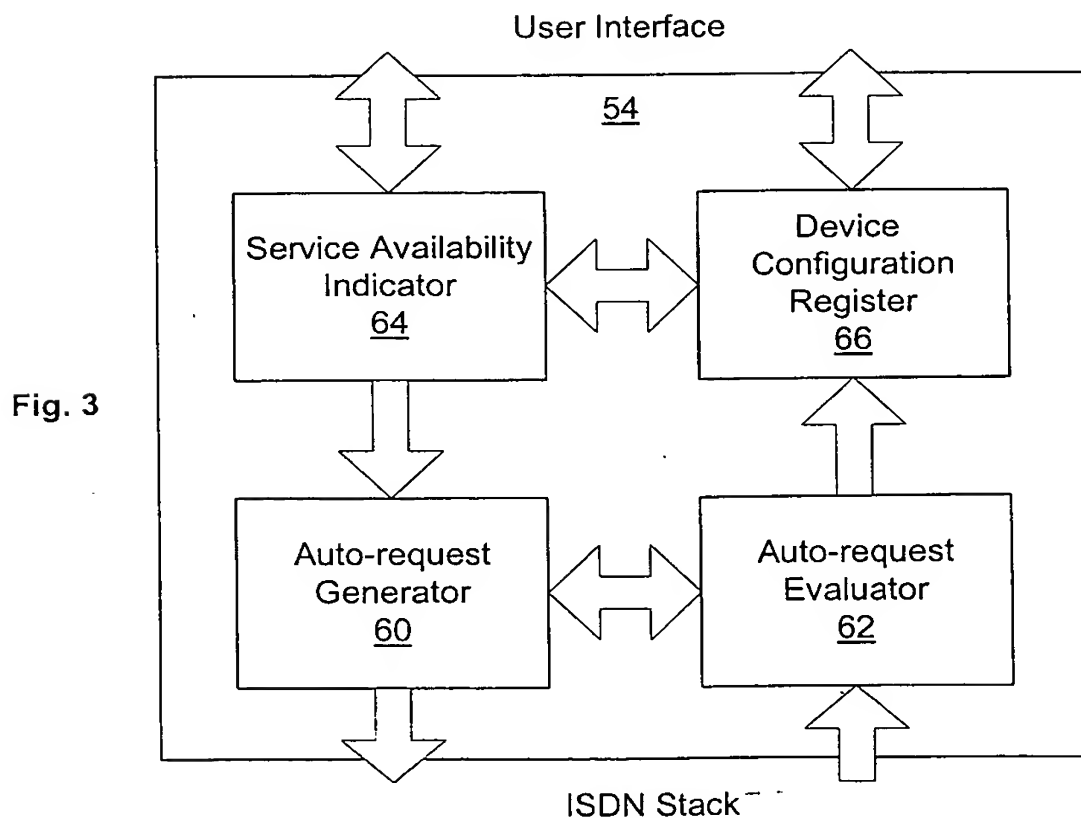 User Interface
54
Service Availability
Indicator
64
Device
Configuration
Register
66
Fig. 3
Auto-request
Generator
60
Auto-request
Evaluator
62
ISDN Stack